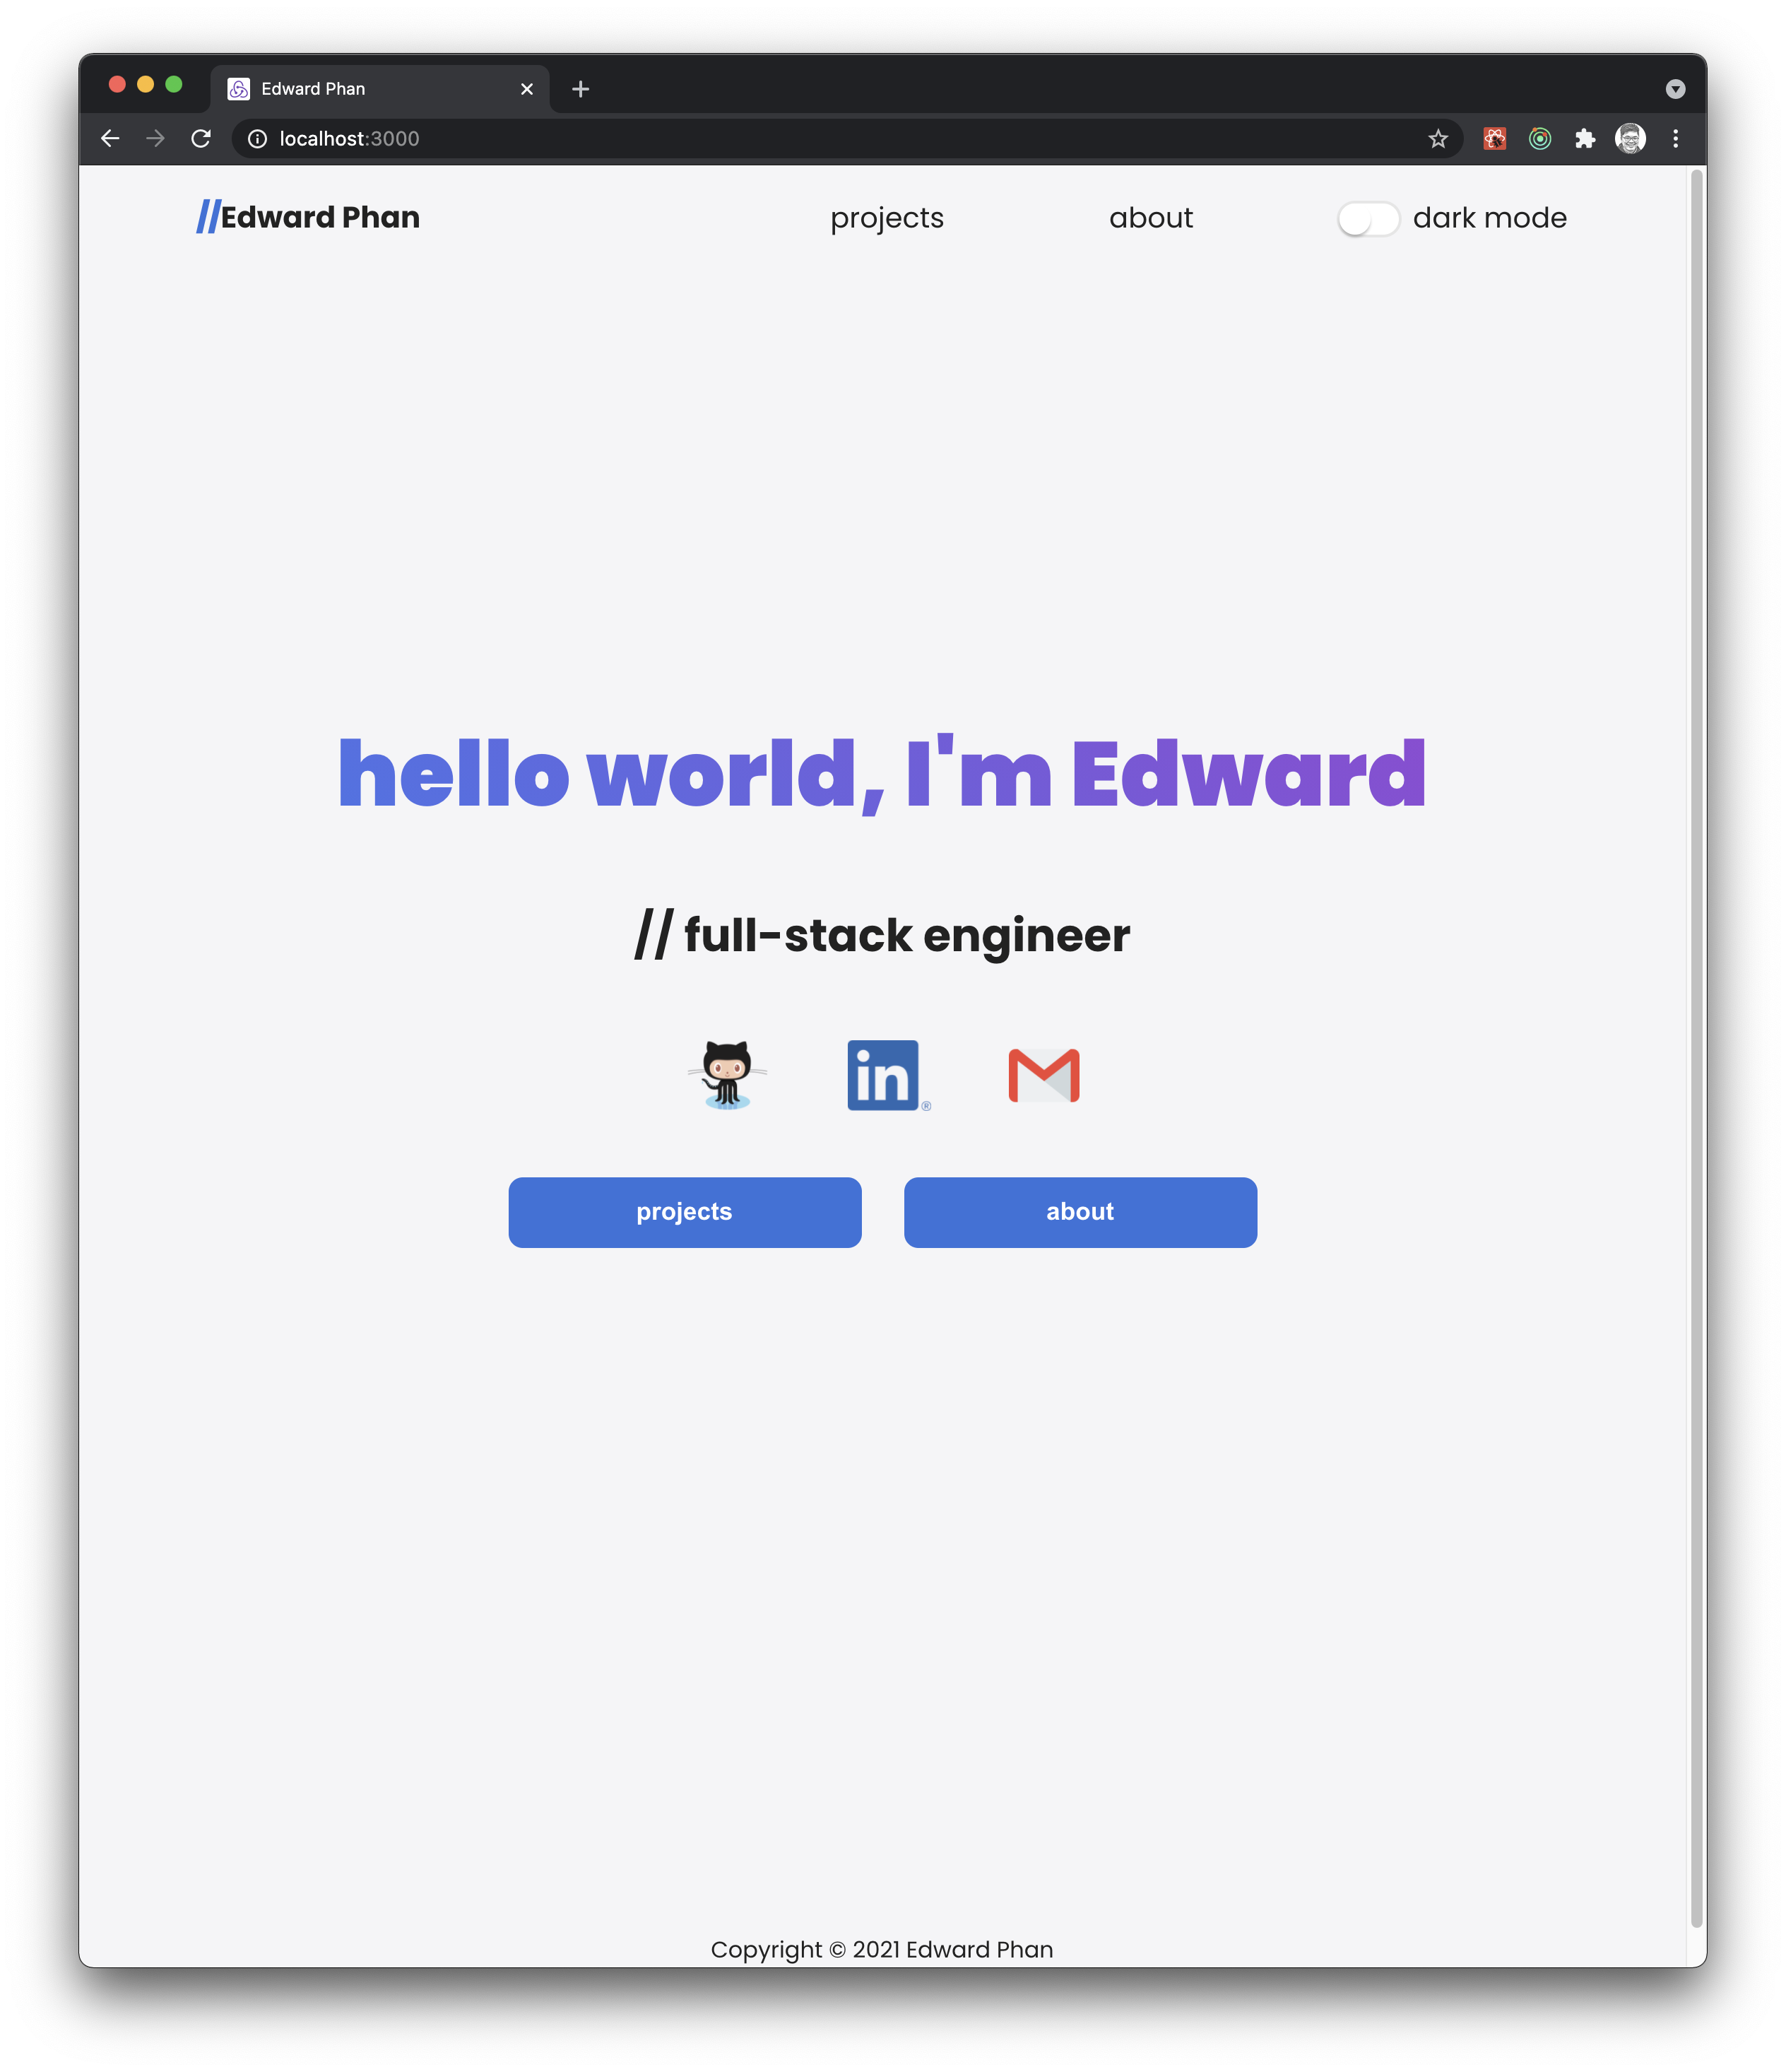 Edward Phan
localhost:3000
//Edward Phan
projects
about
dark mode
hello world, I'm Edward
// full-stack engineer
in®
projects
about
Copyright © 2021 Edward Phan